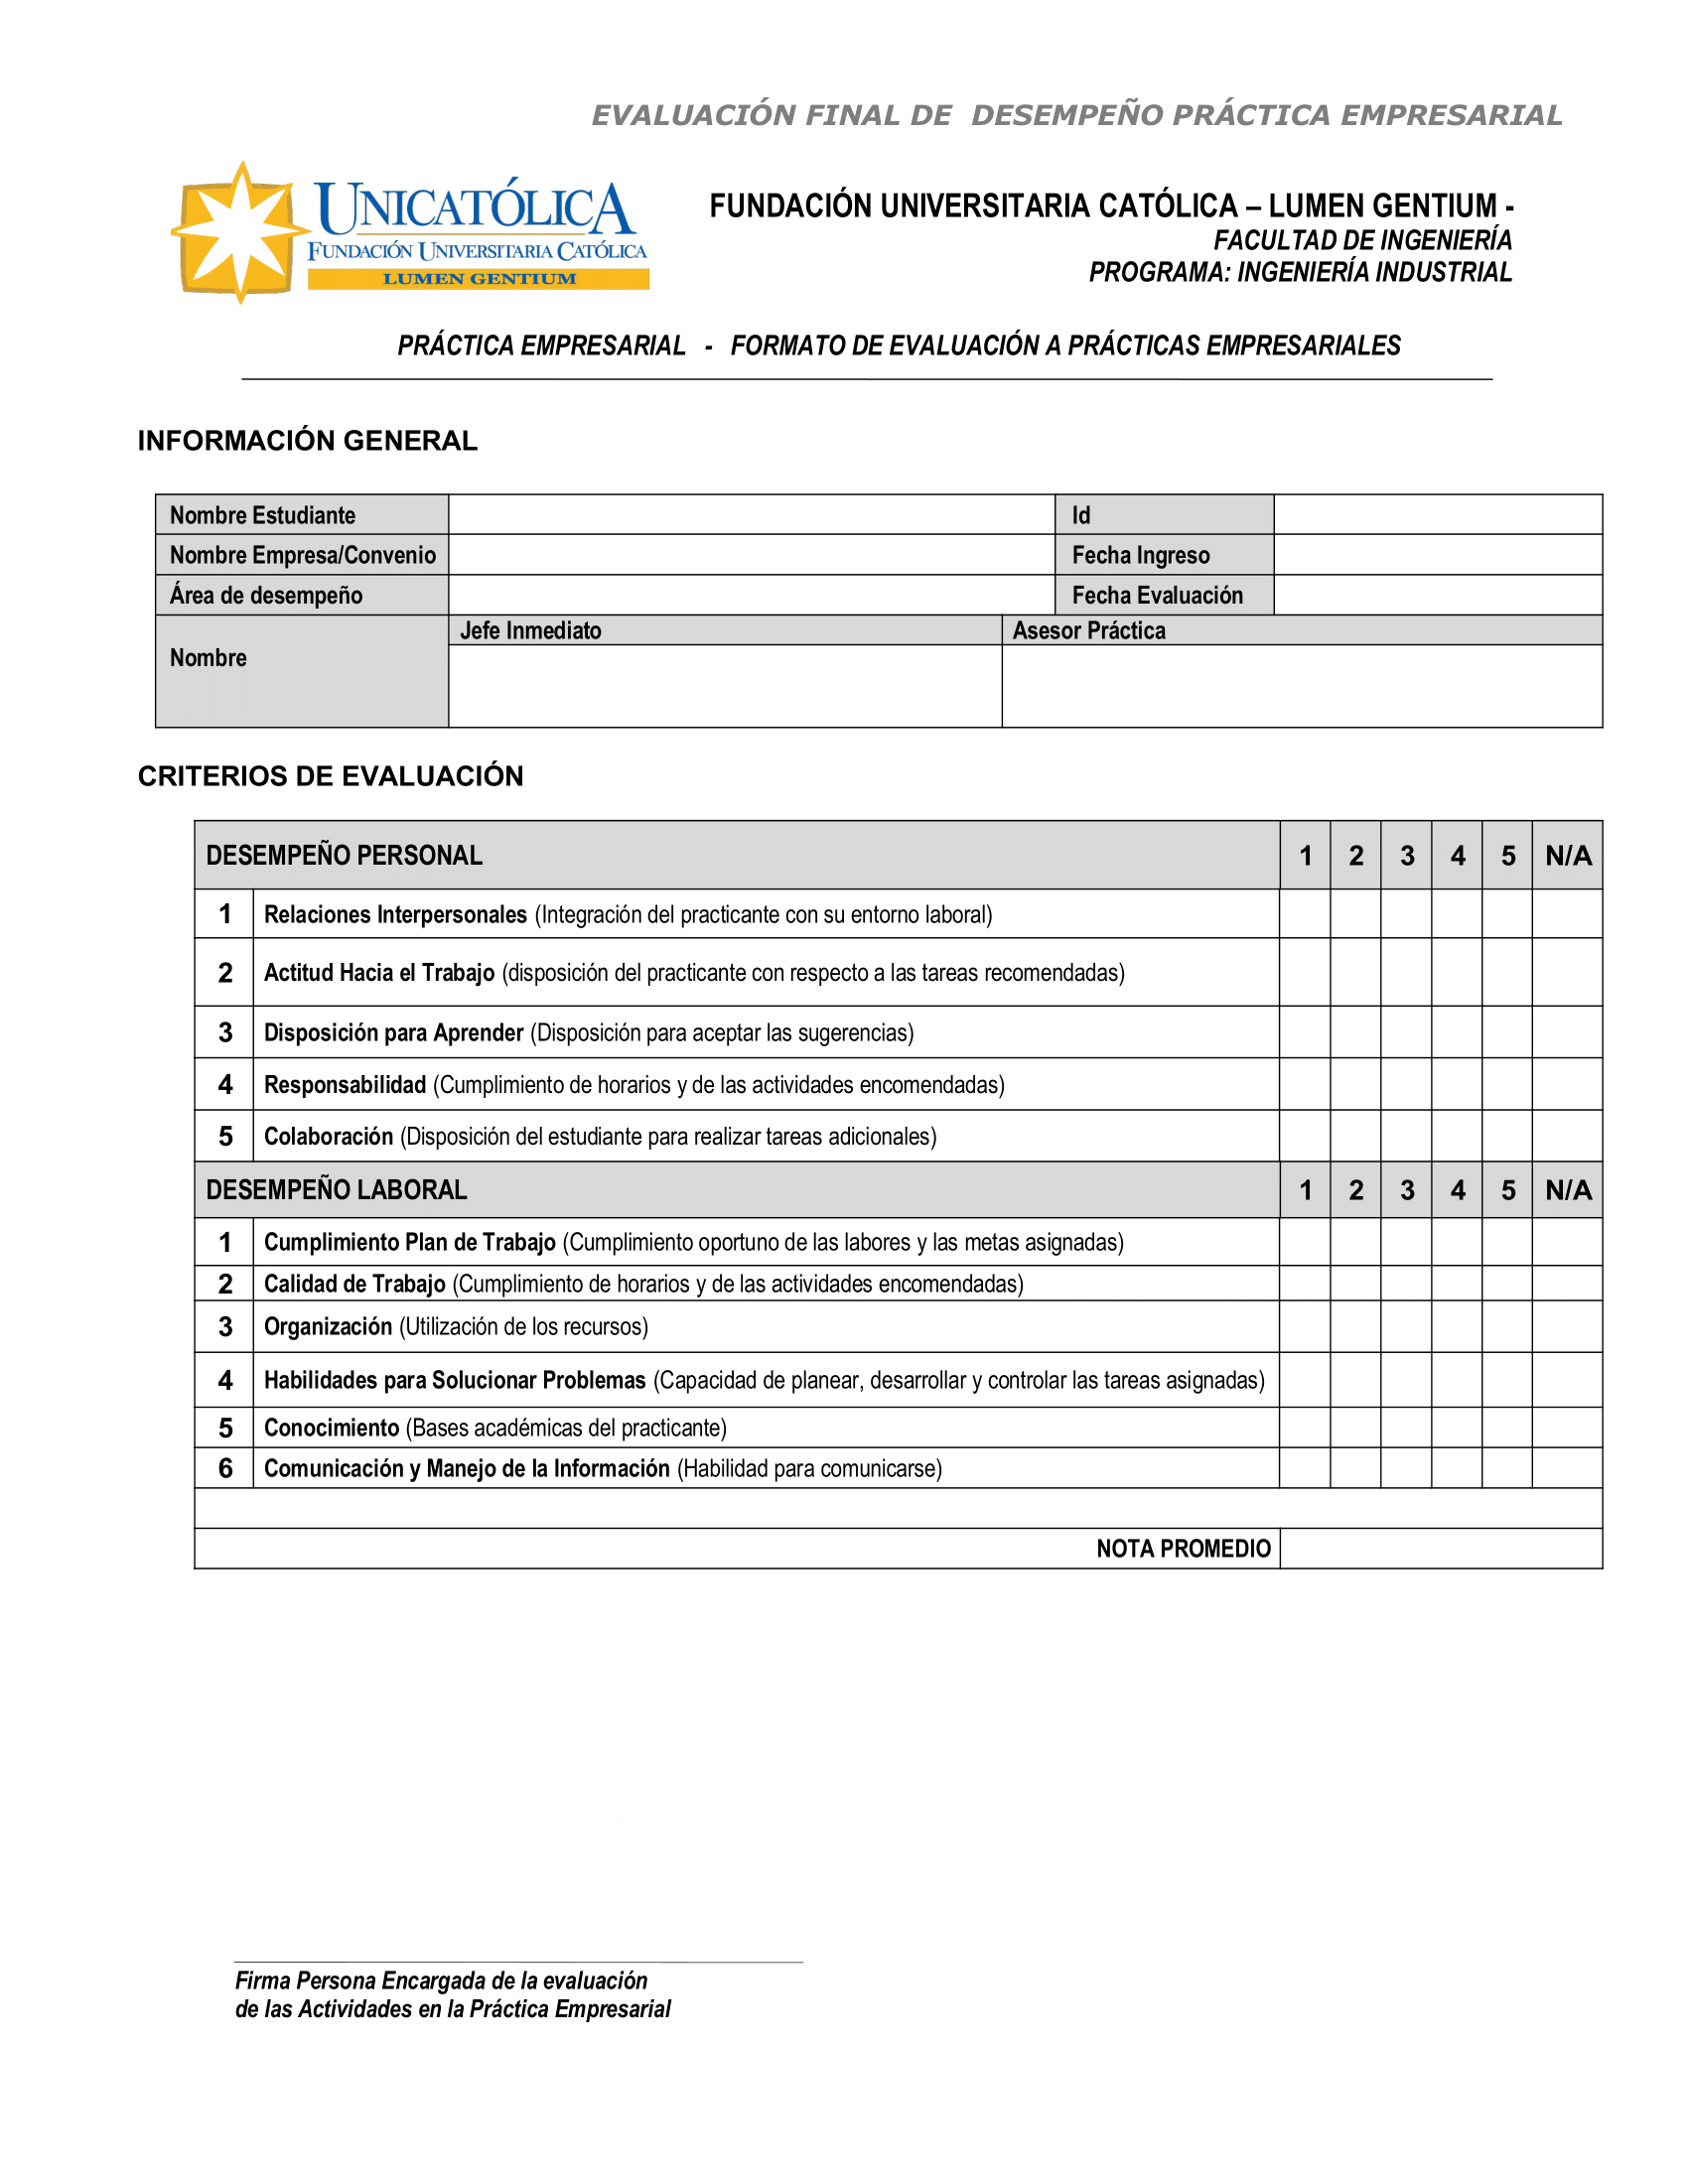 EVALUACIÓN FINAL DE  DESEMPEÑO PRÁCTICA EMPRESARIAL
UNICATÓLICA
FUNDACIÓN UNIVERSITARIA CATÓLICA
LUMEN GENTIUM
FUNDACIÓN UNIVERSITARIA CATÓLICA – LUMEN GENTIUM -
FACULTAD DE INGENIERÍA
PROGRAMA: INGENIERÍA INDUSTRIAL
PRÁCTICA EMPRESARIAL - FORMATO DE EVALUACIÓN A PRÁCTICAS EMPRESARIALES
INFORMACIÓN GENERAL
Nombre Estudiante Id
Nombre Empresa/Convenio Fecha Ingreso
Área de desempeño Fecha Evaluación
Jefe Inmediato Asesor Práctica
Nombre
CRITERIOS DE EVALUACIÓN
DESEMPEÑO PERSONAL 1 2 3 4 5 N/A
1 Relaciones Interpersonales (Integración del practicante con su entorno laboral)
2 Actitud Hacia el Trabajo (disposición del practicante con respecto a las tareas recomendadas)
3 Disposición para Aprender (Disposición para aceptar las sugerencias)
4 Responsabilidad (Cumplimiento de horarios y de las actividades encomendadas)
5 Colaboración (Disposición del estudiante para realizar tareas adicionales)
DESEMPEÑO LABORAL 1 2 3 4 5 N/A
1 Cumplimiento Plan de Trabajo (Cumplimiento oportuno de las labores y las metas asignadas)
2 Calidad de Trabajo (Cumplimiento de horarios y de las actividades encomendadas)
3 Organización (Utilización de los recursos)
4 Habilidades para Solucionar Problemas (Capacidad de planear, desarrollar y controlar las tareas asignadas)
5 Conocimiento (Bases académicas del practicante)
6 Comunicación y Manejo de la Información (Habilidad para comunicarse)
NOTA PROMEDIO
Firma Persona Encargada de la evaluación
de las Actividades en la Práctica Empresarial